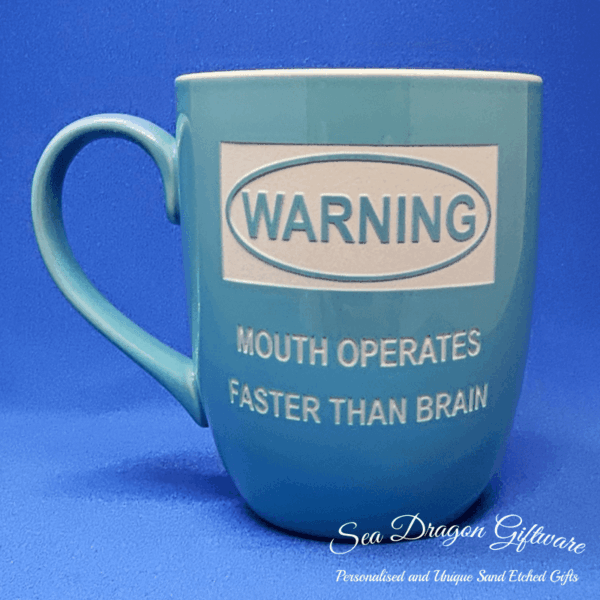 WARNING
MOUTH OPERATES
FASTER THAN BRAIN
Sea Dragon Giftware
Personalised and Unique Sand Etched Gifts